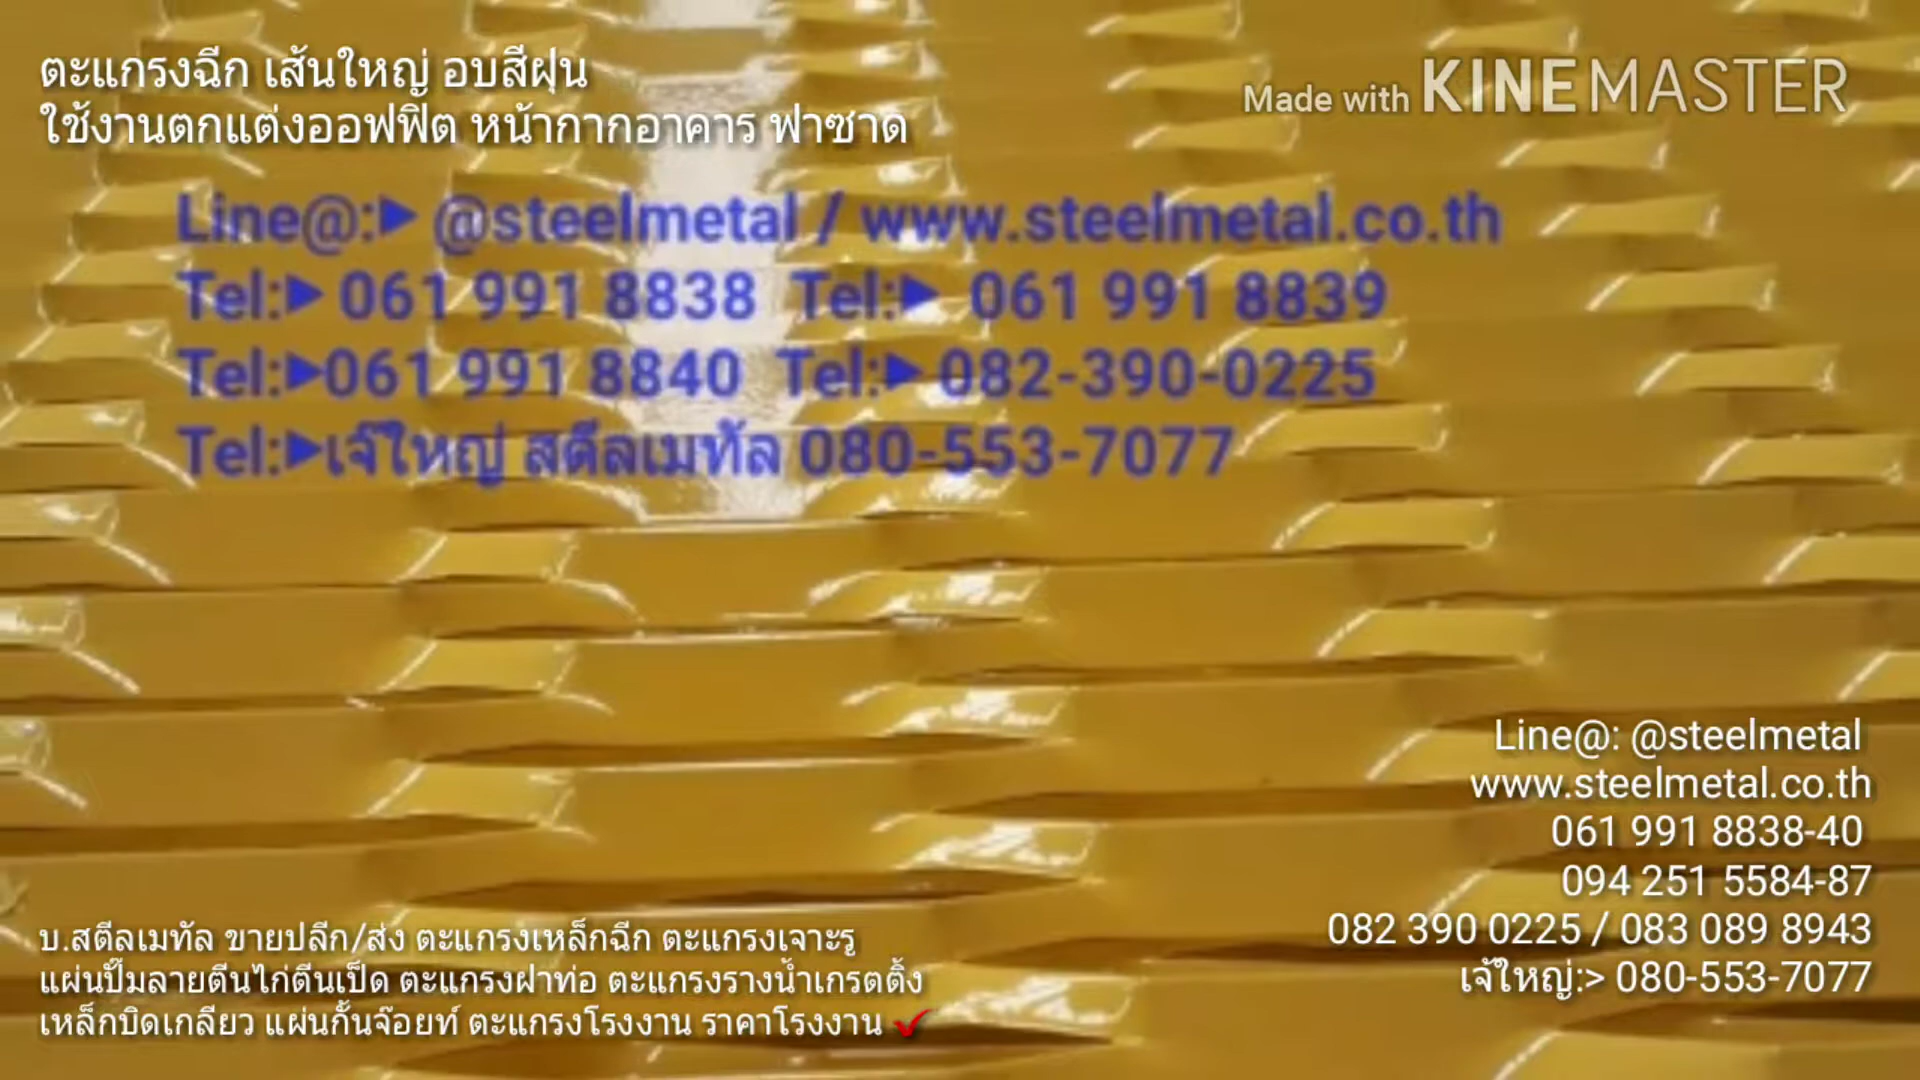 ตะแกรงฉีก เส้นใหญ่ อบสีฝุ่น
ใช้งานตกแต่งออฟฟิต หน้ากากอาคาร ฟาซาด
Made with KINEMASTER
Line@:▶ @steelmetal / www.steelmetal.co.th
Tel:▶ 061 991 8838 Tel:▶ 061 991 8839
Tel:▶061 991 8840 Tel:▶ 082-390-0225
Tel:▶เจ๊ใหญ่ สตีลเมทัล 080-553-7077
Line@: @steelmetal
www.steelmetal.co.th
061 991 8838-40
094 251 5584-87
082 390 0225 / 083 089 8943
เจ้ใหญ่:> 080-553-7077
บ.สตีลเมทัล ขายปลีก/ส่ง ตะแกรงเหล็กฉีก ตะแกรงเจาะรู
แผ่นปั๊มลายตีนไก่ตีนเป็ด ตะแกรงฝาท่อ ตะแกรงรางน้ำเกรตติ้ง
เหล็กบิดเกลียว แผ่นกั้นจ๊อยท์ ตะแกรงโรงงาน ราคาโรงงาน ✓